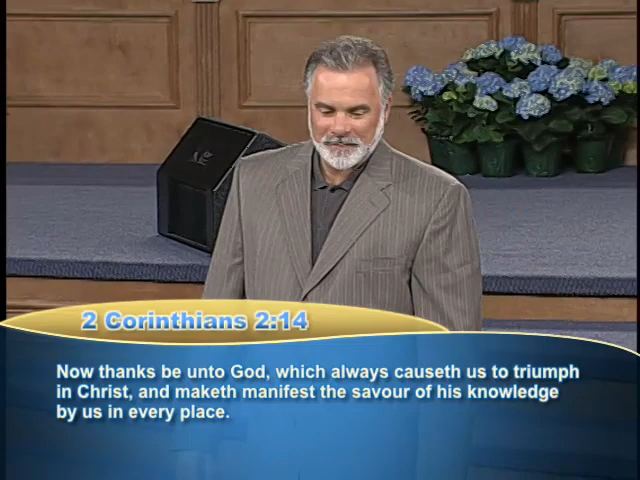 2 Corinthians 2:14
Now thanks be unto God, which always causeth us to triumph
in Christ, and maketh manifest the savour of his knowledge
by us in every place.